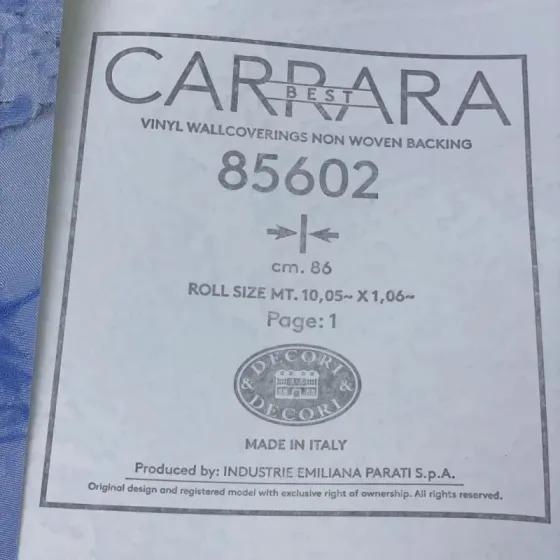 CARRARA
BEST
VINYL WALLCOVERINGS NON WOVEN BACKING
85602
cm. 86
ROLL SIZE MT. 10,05~ X 1,06~
Page: 1
DECORI
& &
DECORI
MADE IN ITALY
Produced by: INDUSTRIE EMILIANA PARATI S.p.A.
Original design and registered model with exclusive right of ownership. All rights reserved.